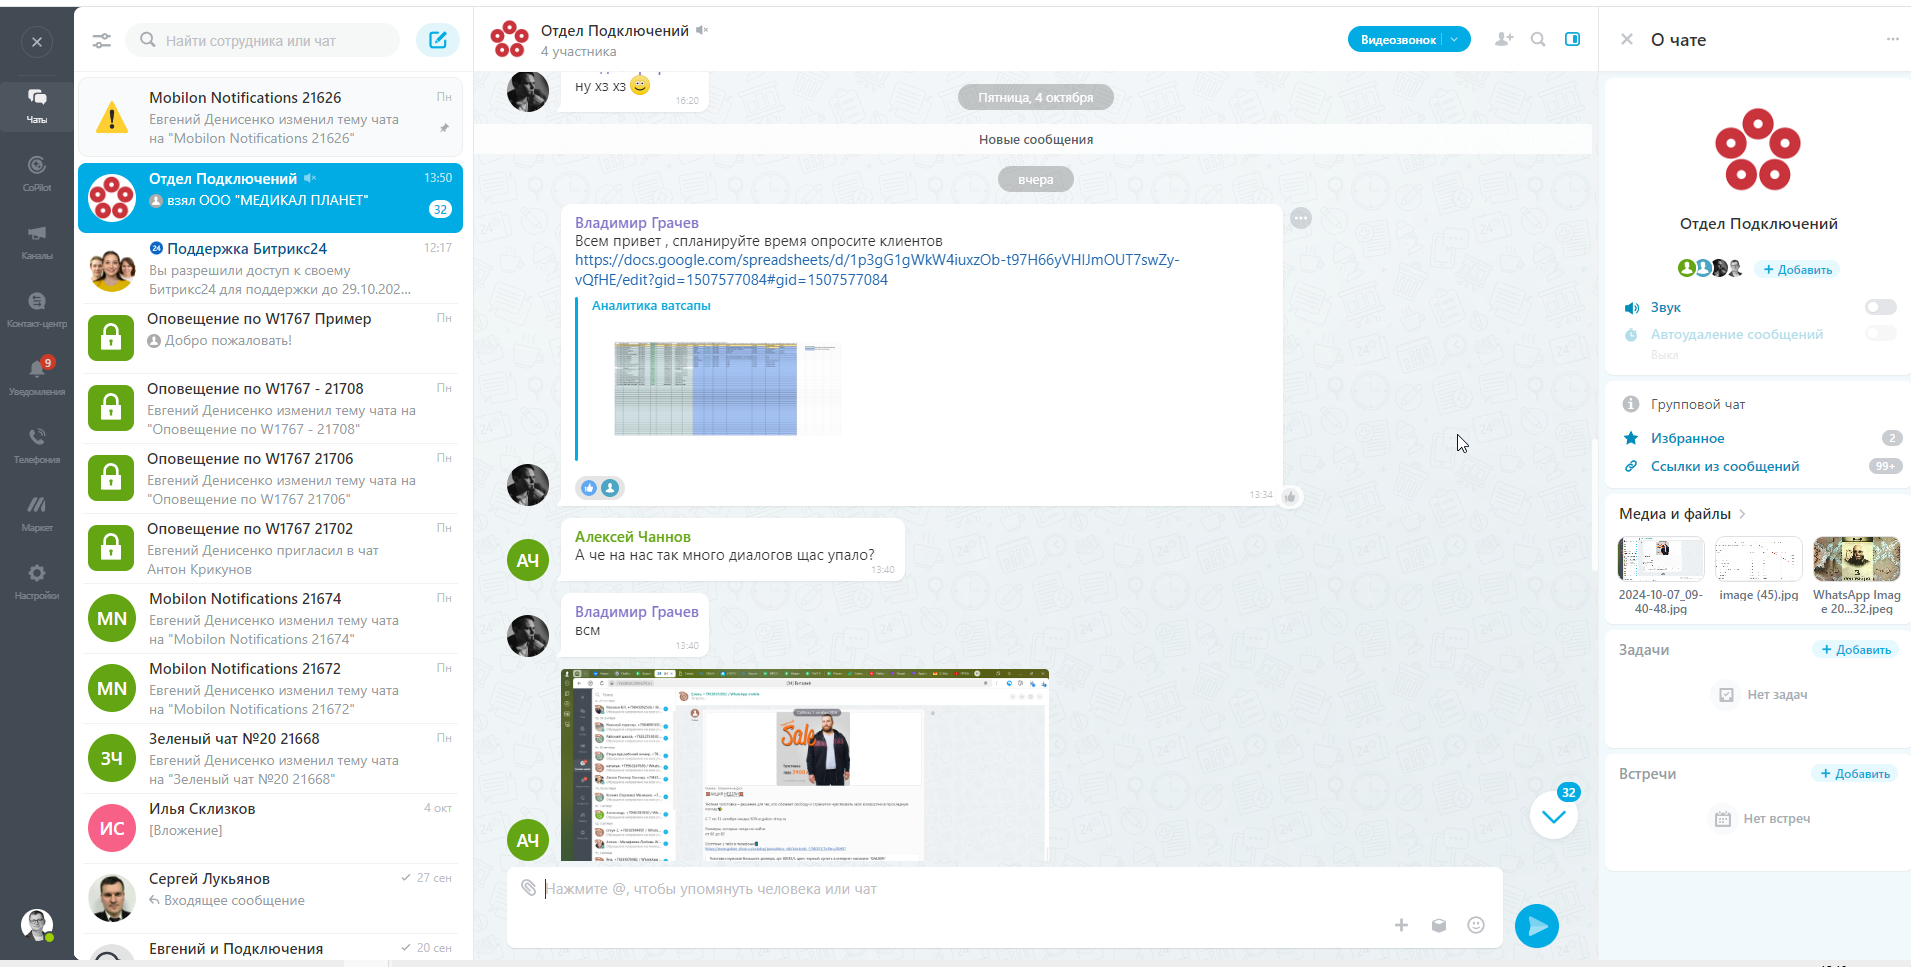 Чаты
CoPilot
Каналы
Контакт-центр
9
Уведомления
Телефония
Маркет
Настройки
Найти сотрудника или чат
Mobilon Notifications 21626
Пн
Евгений Денисенко изменил тему чата
на "Mobilon Notifications 21626"
Отдел Подключений
13:50
взял ООО "МЕДИКАЛ ПЛАНЕТ"
32
24 Поддержка Битрикс24
12:17
Вы разрешили доступ к своему
Битрикс24 для поддержки до 29.10.202...
Оповещение по W1767 Пример
Пн
Добро пожаловать!
Оповещение по W1767 - 21708
Пн
Евгений Денисенко изменил тему чата на
"Оповещение по W1767 - 21708"
Оповещение по W1767 21706
Пн
Евгений Денисенко изменил тему чата на
"Оповещение по W1767 21706"
Оповещение по W1767 21702
Пн
Евгений Денисенко пригласил в чат
Антон Крикунов
MN
Mobilon Notifications 21674
Пн
Евгений Денисенко изменил тему чата
на "Mobilon Notifications 21674"
MN
Mobilon Notifications 21672
Пн
Евгений Денисенко изменил тему чата
на "Mobilon Notifications 21672"
ЗЧ
Зеленый чат №20 21668
Пн
Евгений Денисенко изменил тему чата
на "Зеленый чат №20 21668"
ИС
Илья Склизков
4 окт
[Вложение]
Сергей Лукьянов
27 сен
Входящее сообщение
Евгений и Подключения
20 сен
Отдел Подключений
4 участника
Видеозвонок
ну хз хз
16:20
Пятница, 4 октября
Новые сообщения
вчера
Владимир Грачев
Всем привет , спланируйте время опросите клиентов
https://docs.google.com/spreadsheets/d/1p3gG1gWkW4iuxzOb-t97H66yVHIJmOUT7swZy-
vQfHE/edit?gid=1507577084#gid=1507577084
Аналитика ватсапы
13:34
АЧ
Алексей Чаннов
А че на нас так много диалогов щас упало?
13:40
Владимир Грачев
всм
13:40
Sale
АЧ
32
Нажмите @, чтобы упомянуть человека или чат
О чате
Отдел Подключений
+ Добавить
Звук
Автоудаление сообщений
Выкл
Групповой чат
Избранное
2
Ссылки из сообщений
99+
Медиа и файлы
2024-10-07_09-
40-48.jpg
image (45).jpg
WhatsApp Imag
e 20...32.jpeg
Задачи
+ Добавить
Нет задач
Встречи
+ Добавить
Нет встреч